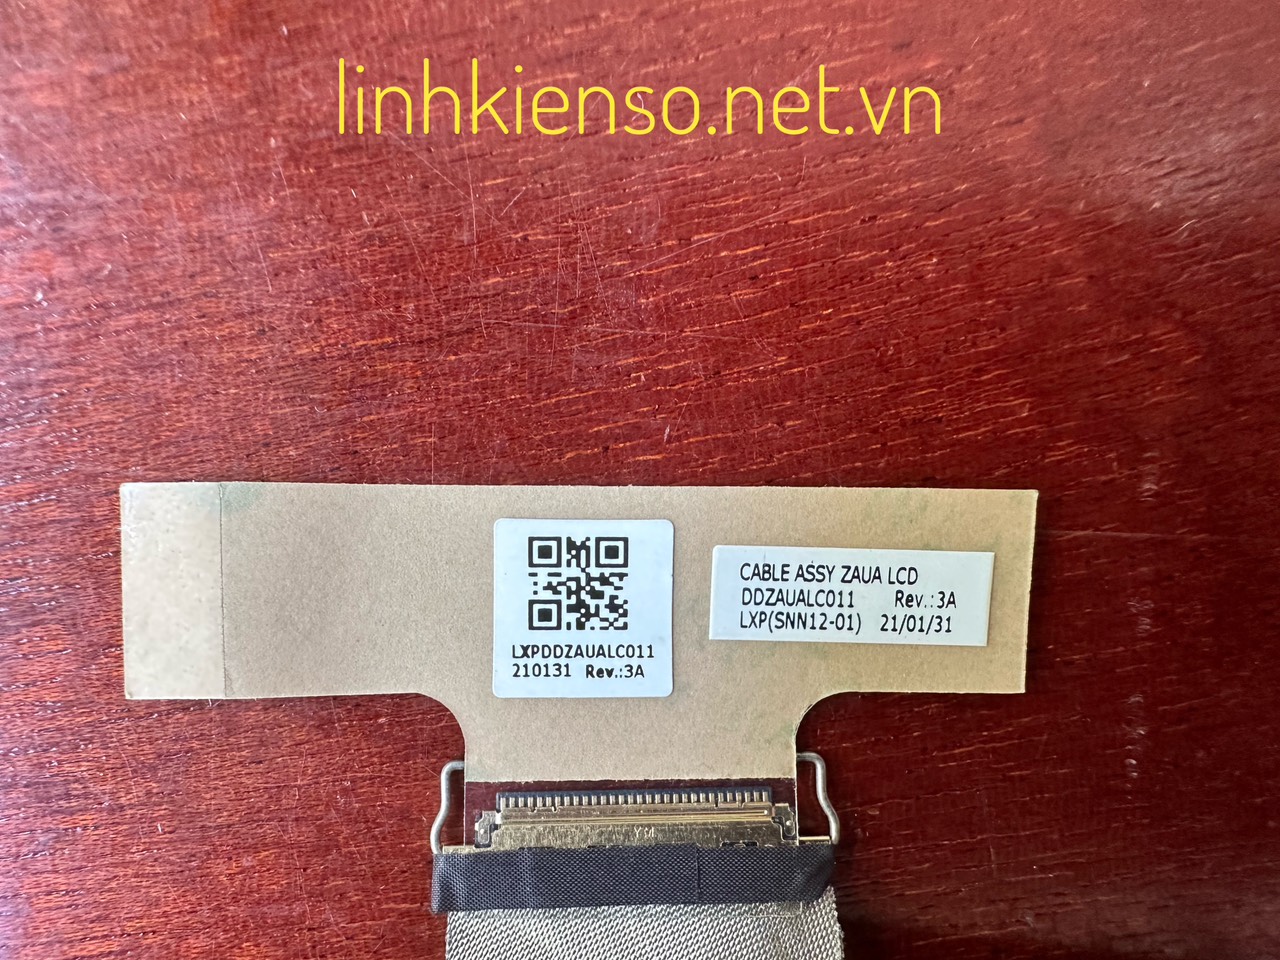 linhkienso.net.vn
LXPDDZAUALC011
210131 Rev.:3A
CABLE ASSY ZAUA LCD
DDZAUALC011 Rev.:3A
LXP(SNN12-01) 21/01/31
YM